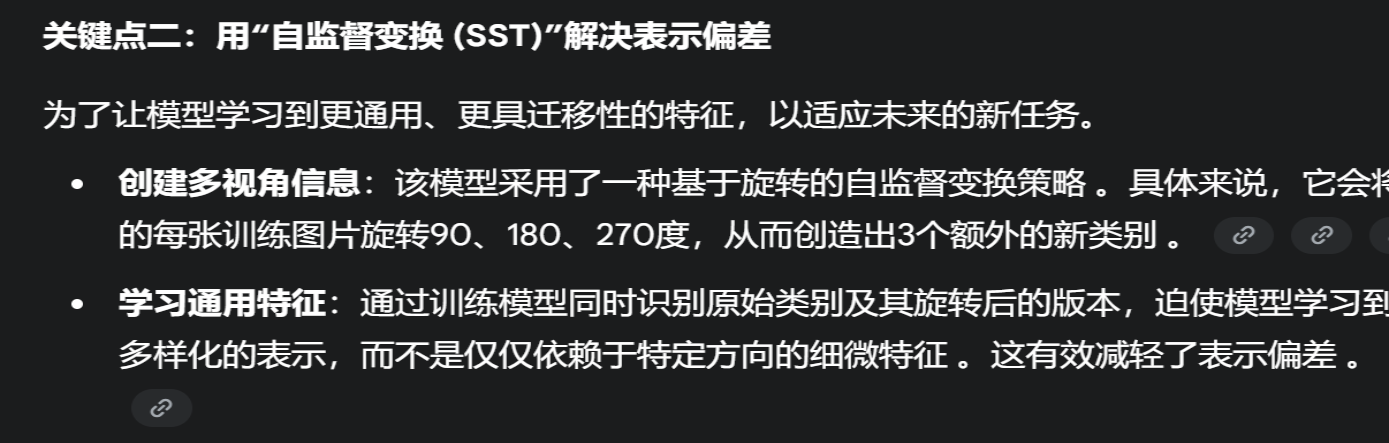 关键点二：用“自监督变换 (SST)”解决表示偏差
为了让模型学习到更通用、更具迁移性的特征，以适应未来的新任务。
• 创建多视角信息：该模型采用了一种基于旋转的自监督变换策略 。具体来说，它会将
的每张训练图片旋转90、180、270度，从而创造出3个额外的新类别 。
• 学习通用特征：通过训练模型同时识别原始类别及其旋转后的版本，迫使模型学习到
多样化的表示，而不是仅仅依赖于特定方向的细微特征 。这有效减轻了表示偏差 。